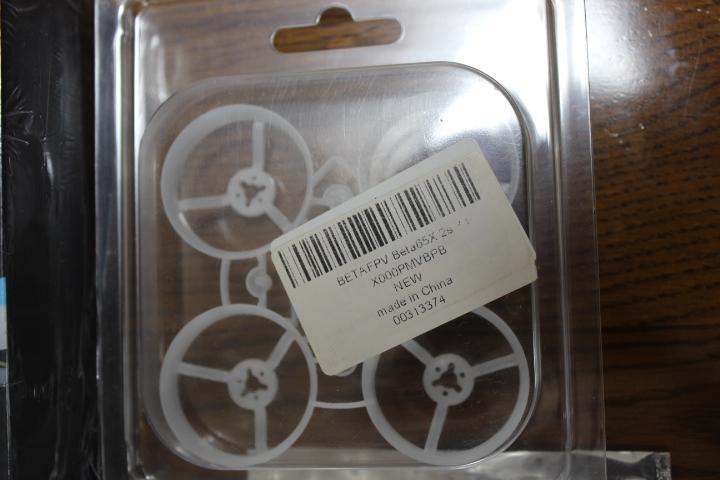 BETAFPV Beta65X 2s
X000PMVBPB
NEW
made in China
00313374